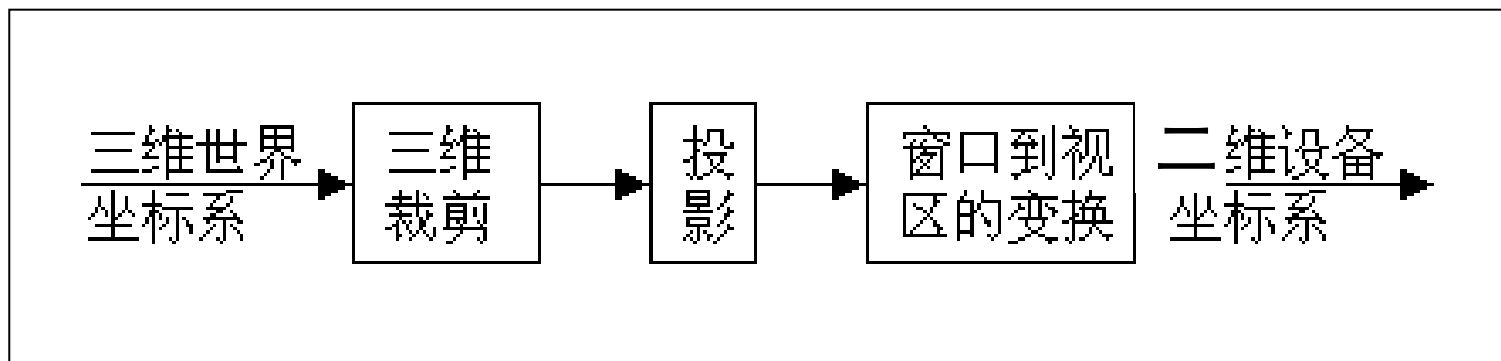 三维世界
坐标系
三维
裁剪
投
影
窗口到视
区的变换
二维设备
坐标系